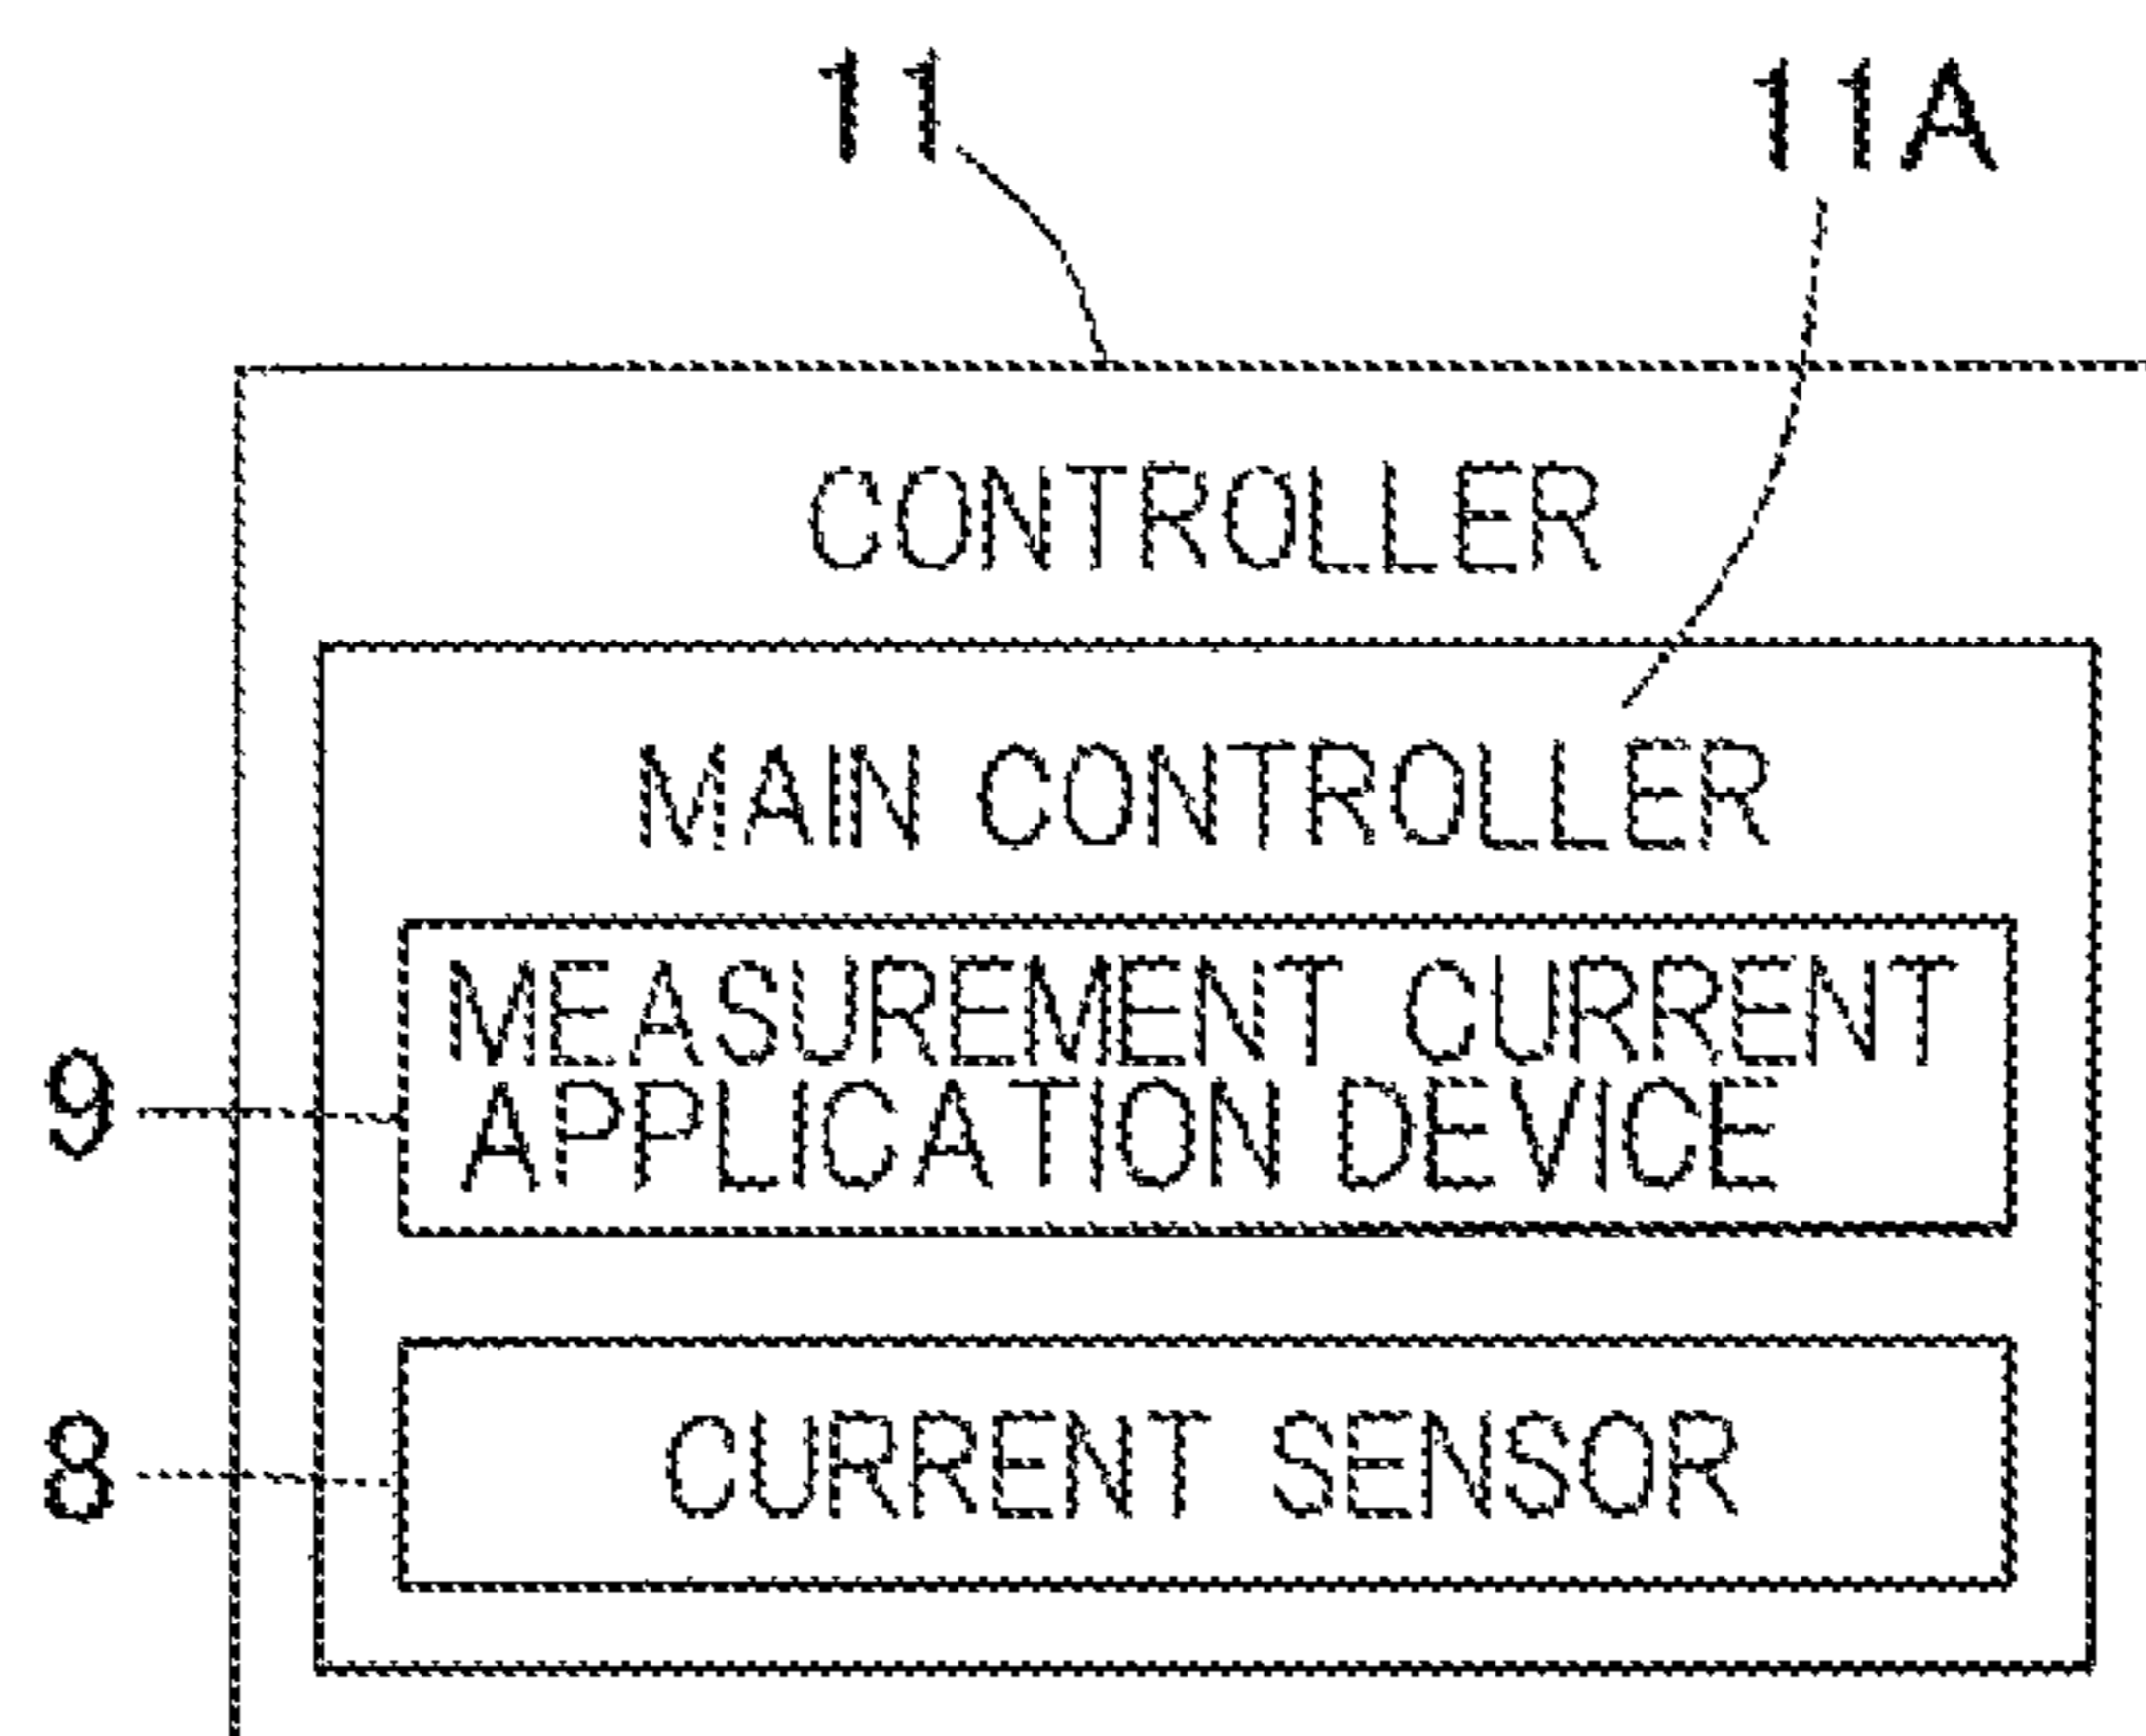 11 11A
CONTROLLER
MAIN CONTROLLER
MEASUREMENT CURRENT
9 APPLICATION DEVICE
8 CURRENT SENSOR